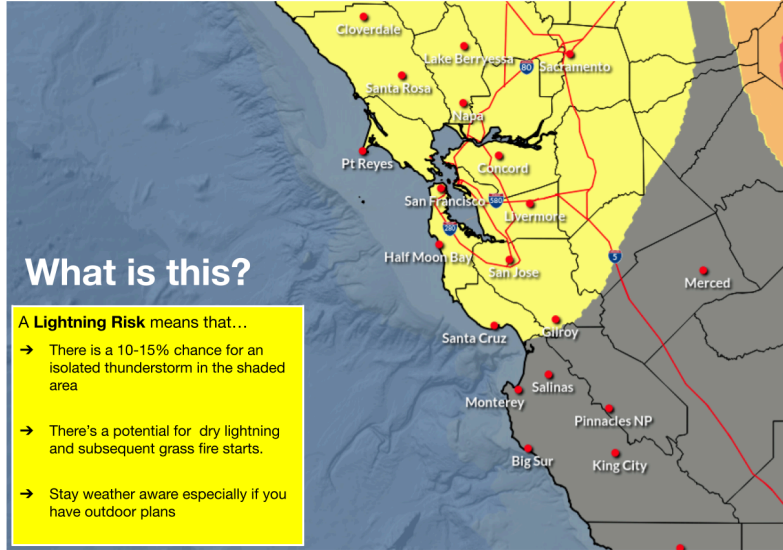 Cloverdale
Lake Berryessa
80
Sacramento
Santa Rosa
Napa
Pt Reyes
Concord
San Francisco
580
Livermore
280
Half Moon Bay
San Jose
5
Merced
What is this?
A Lightning Risk means that…
➔ There is a 10-15% chance for an
isolated thunderstorm in the shaded
area
➔ There's a potential for  dry lightning
and subsequent grass fire starts.
➔ Stay weather aware especially if you
have outdoor plans
Santa Cruz
Gilroy
Salinas
Monterey
Pinnacles NP
Big Sur
King City